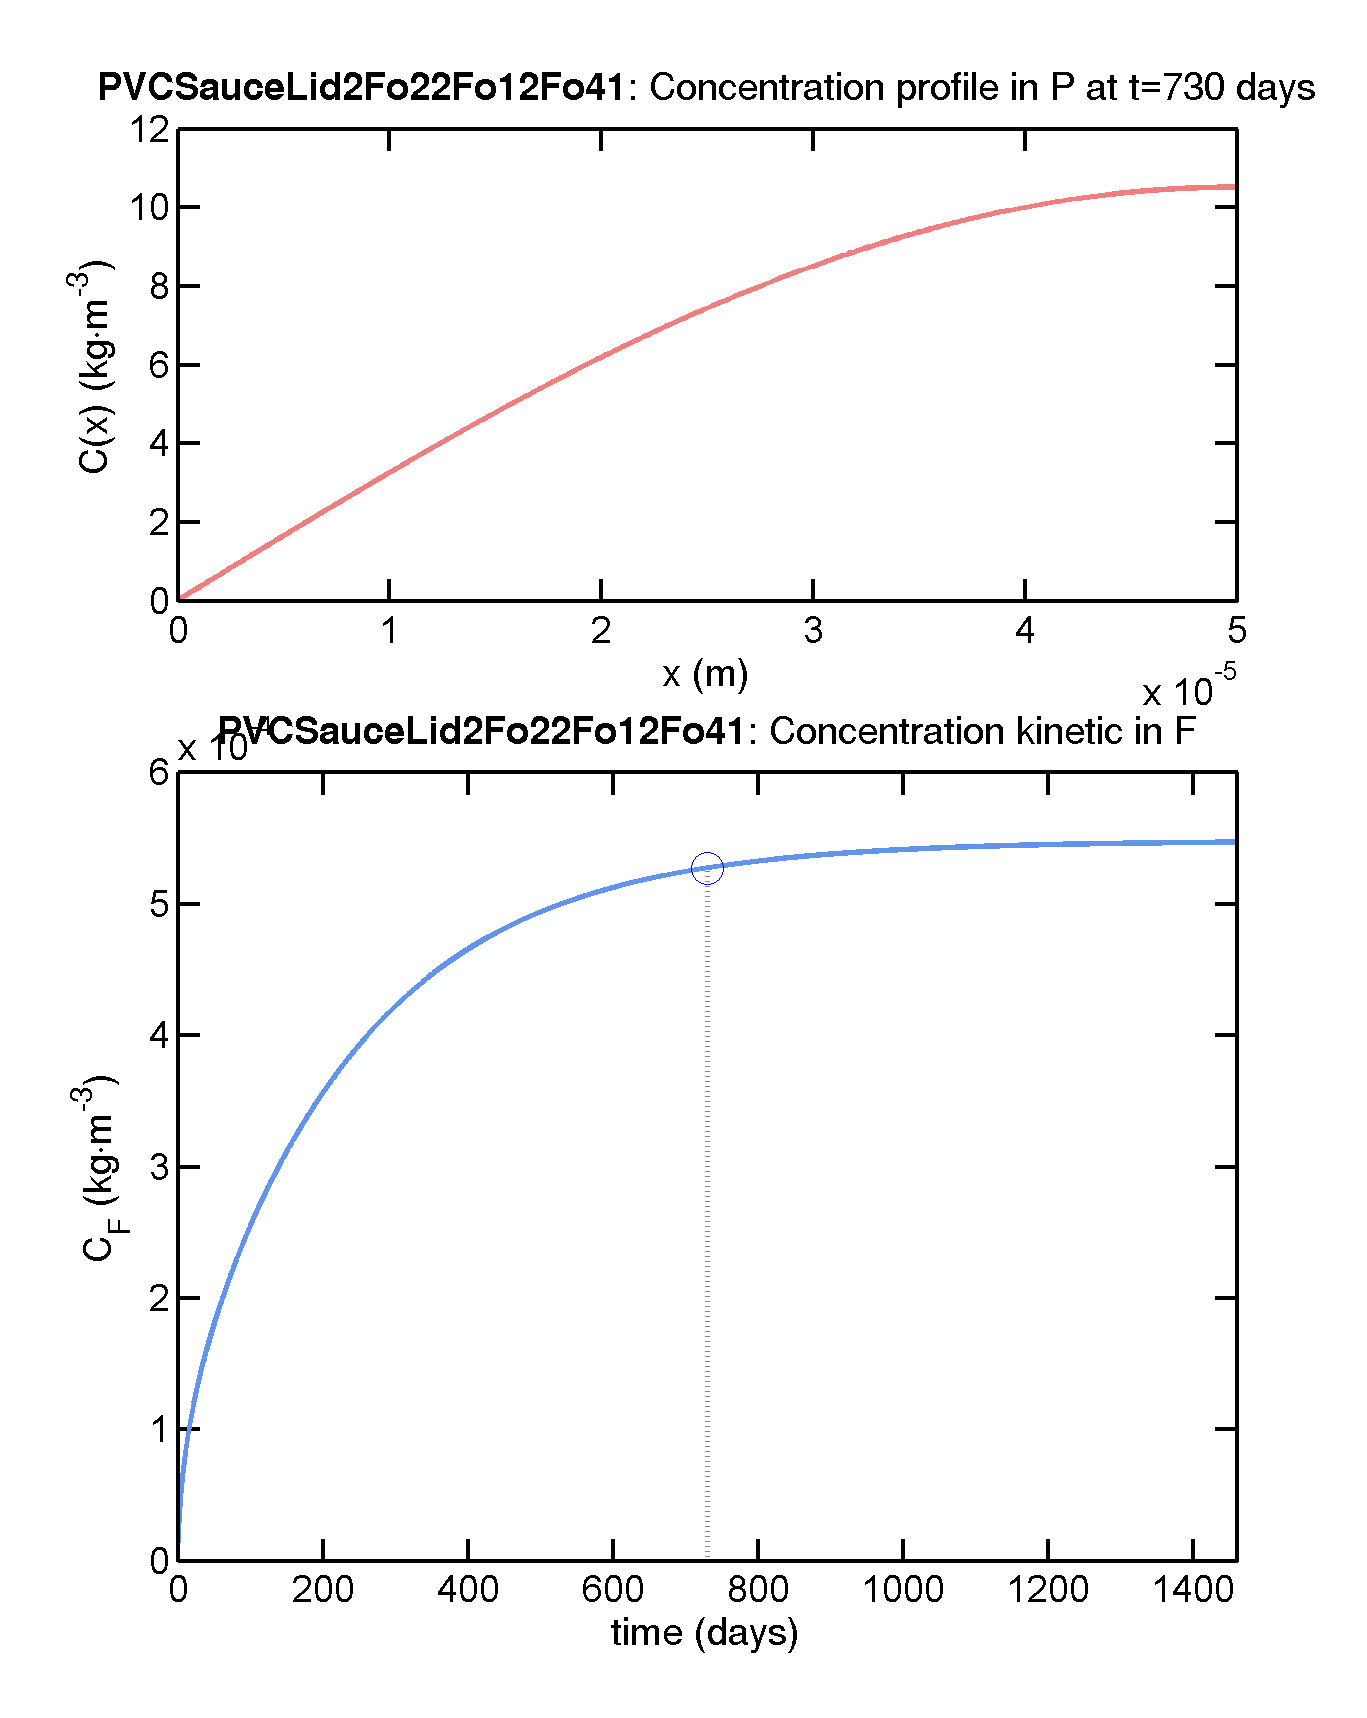 PVCSauceLid2Fo22Fo12Fo41: Concentration profile in P at t=730 days
12
10
8
6
4
2
0
C(x) (kg·m-3)
0 1 2 3 4 5
x (m)
x 10-5
PVCSauceLid2Fo22Fo12Fo41: Concentration kinetic in F
x 10
6
5
4
3
2
1
0
CF (kg·m-3)
0 200 400 600 800 1000 1200 1400
time (days)